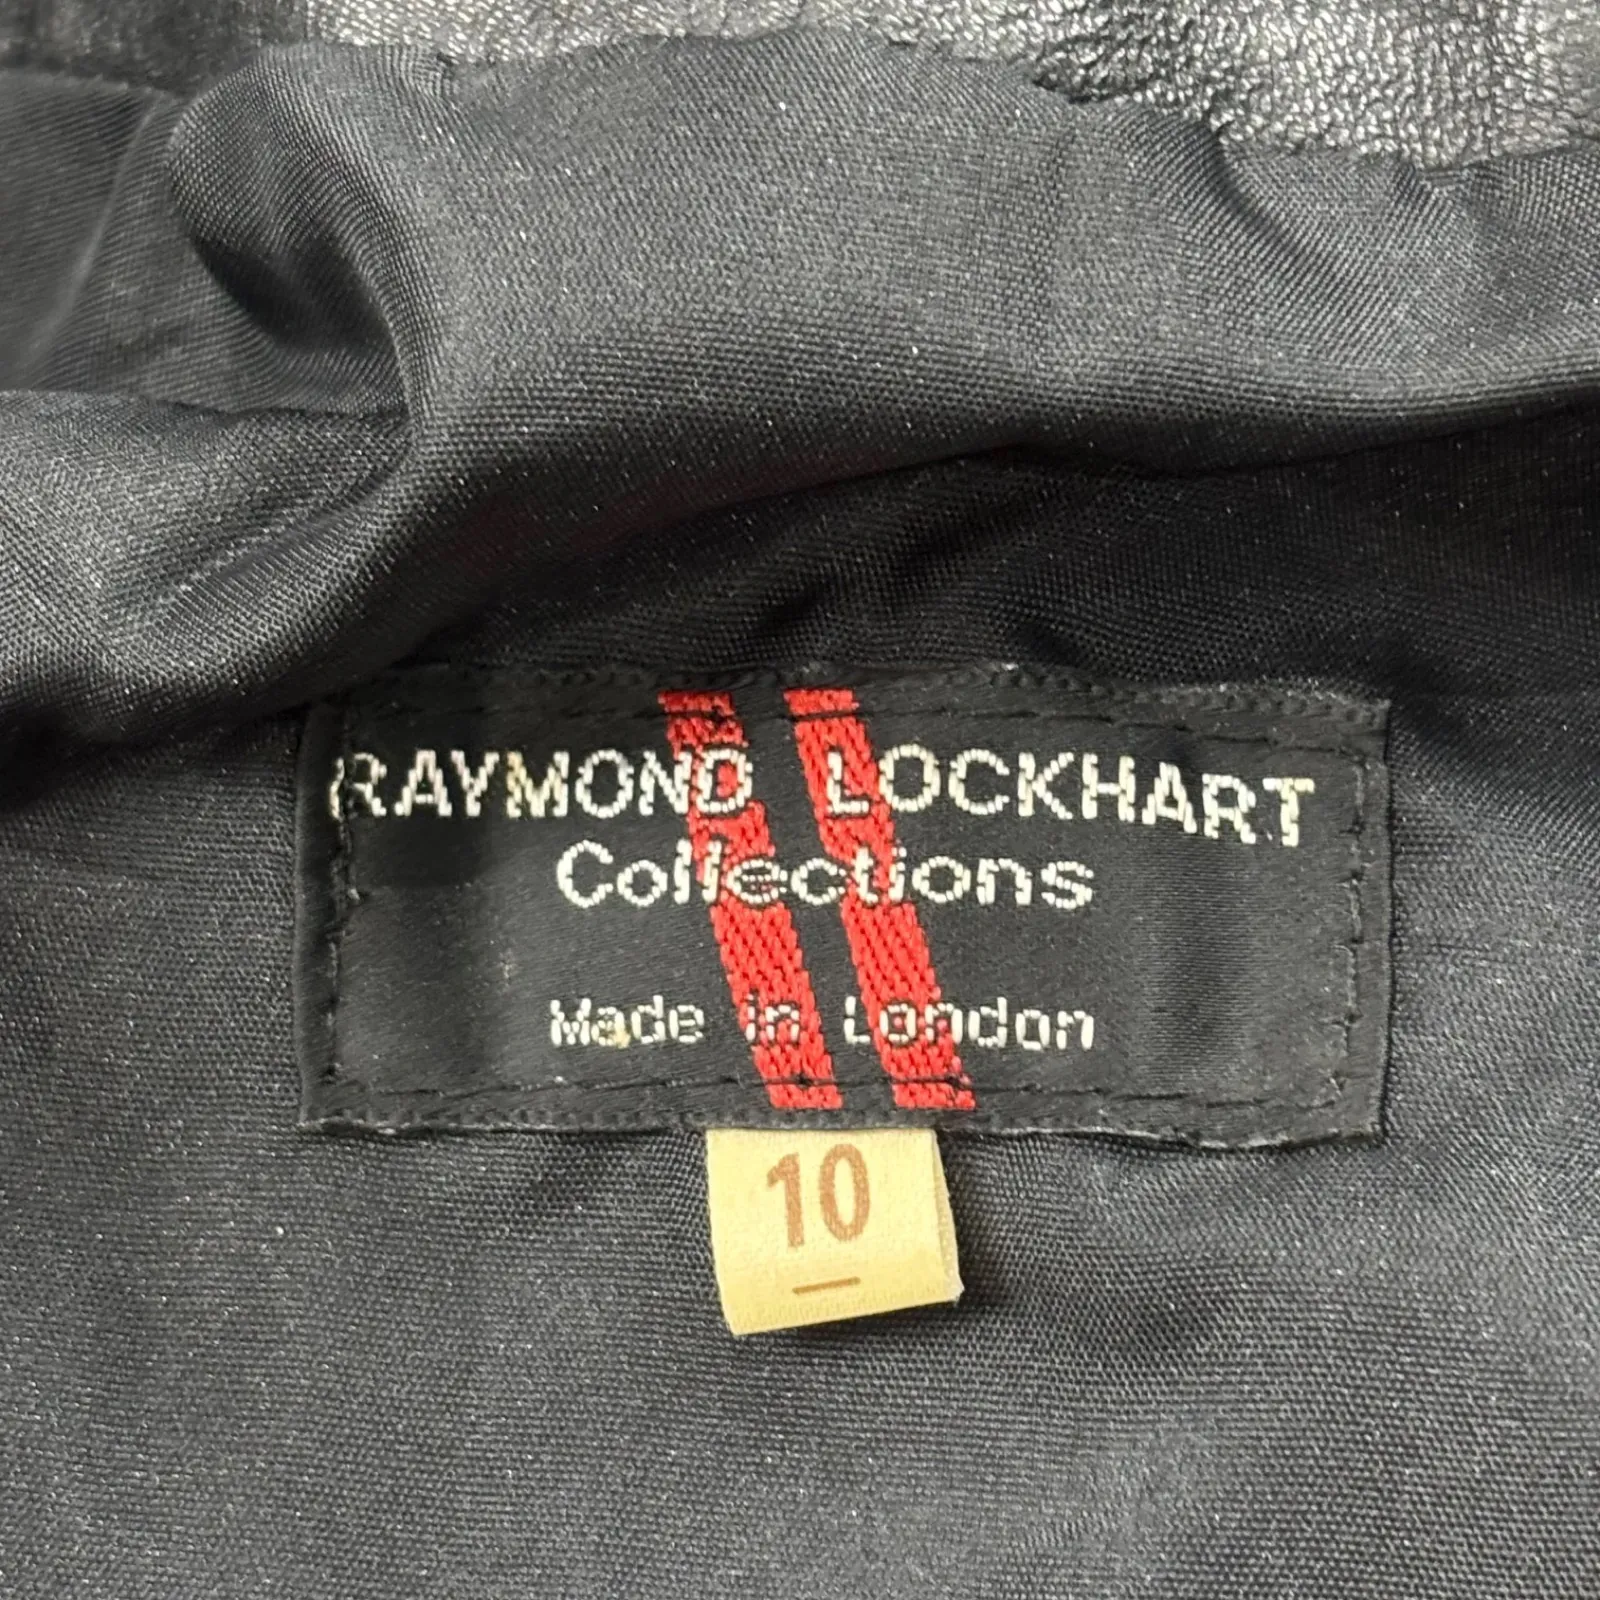 RAYMOND LOCKHART
Collections
Made in London
10